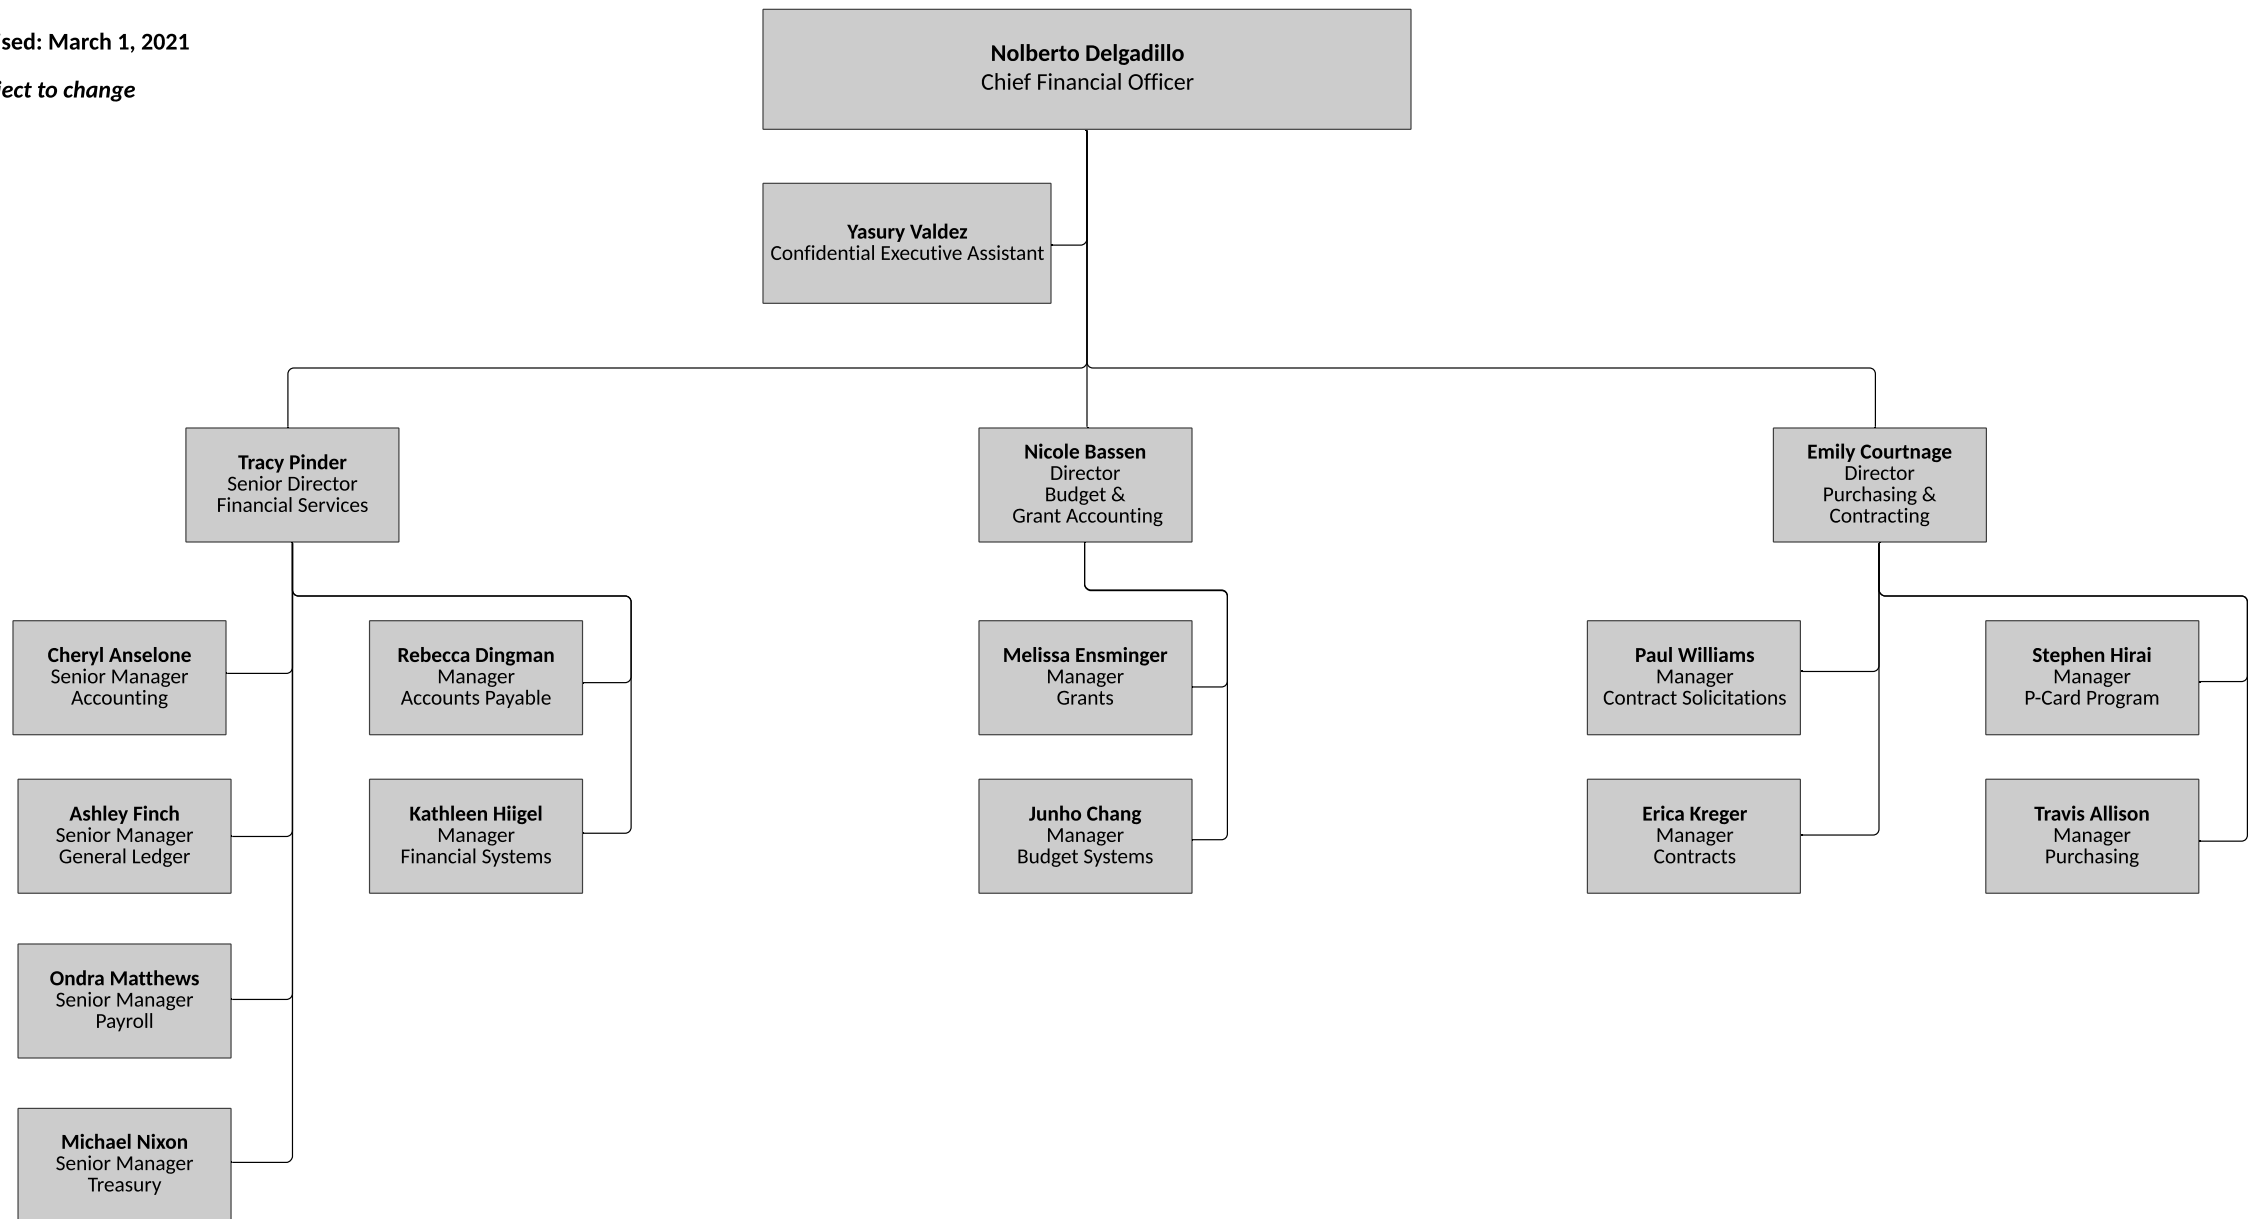 sed: March 1, 2021
ject to change
Nolberto Delgadillo
Chief Financial Officer
Yasury Valdez
Confidential Executive Assistant
Tracy Pinder
Senior Director
Financial Services
Nicole Bassen
Director
Budget &
Grant Accounting
Emily Courtnage
Director
Purchasing &
Contracting
Cheryl Anselone
Senior Manager
Accounting
Rebecca Dingman
Manager
Accounts Payable
Melissa Ensminger
Manager
Grants
Paul Williams
Manager
Contract Solicitations
Stephen Hirai
Manager
P-Card Program
Ashley Finch
Senior Manager
General Ledger
Kathleen Hiigel
Manager
Financial Systems
Junho Chang
Manager
Budget Systems
Erica Kreger
Manager
Contracts
Travis Allison
Manager
Purchasing
Ondra Matthews
Senior Manager
Payroll
Michael Nixon
Senior Manager
Treasury